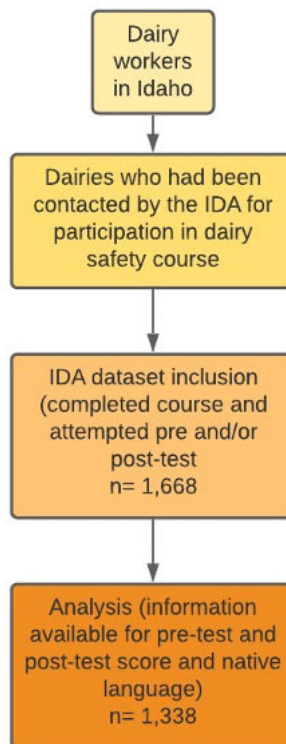 Dairy
workers
in Idaho
Dairies who had been
contacted by the IDA for
participation in dairy
safety course
IDA dataset inclusion
(completed course and
attempted pre and/or
post-test
n= 1,668
Analysis (information
available for pre-test and
post-test score and native
language)
n= 1,338